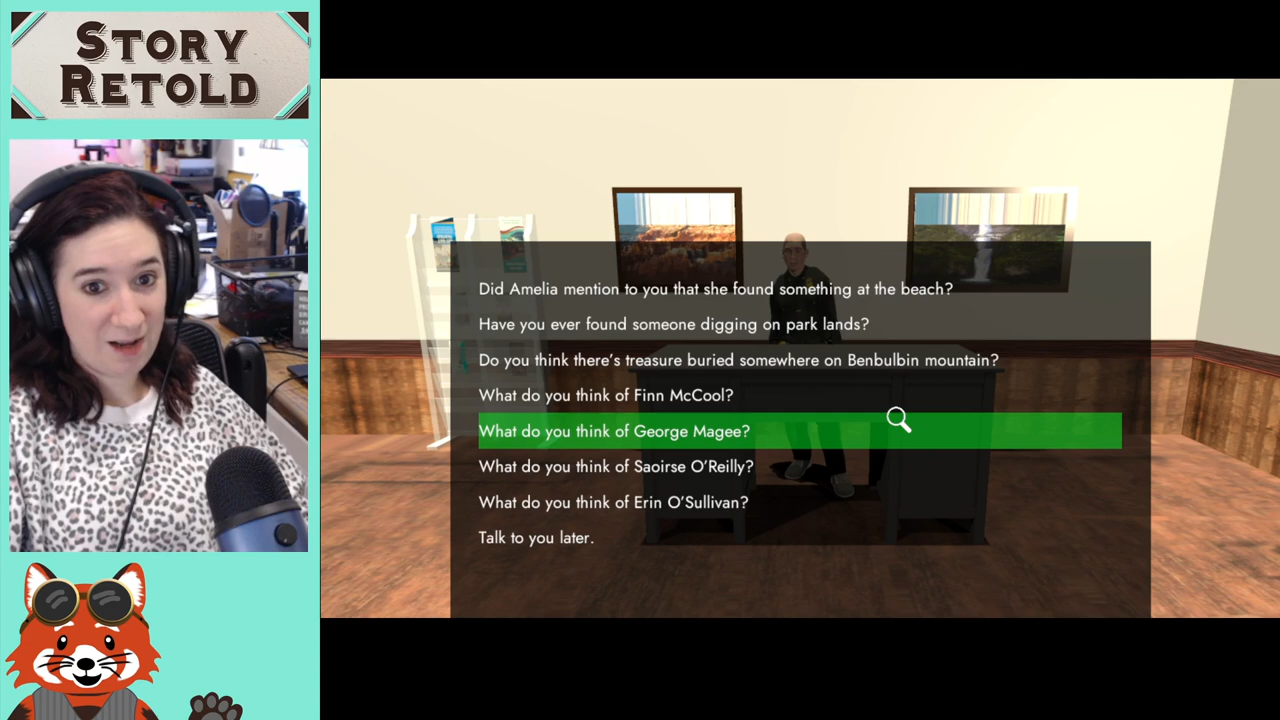 STORY
RETOLD
Did Amelia mention to you that she found something at the beach?
Have you ever found someone digging on park lands?
Do you think there's treasure buried somewhere on Benbulbin mountain?
What do you think of Finn McCool?
What do you think of George Magee?
What do you think of Saoirse O'Reilly?
What do you think of Erin O'Sullivan?
Talk to you later.